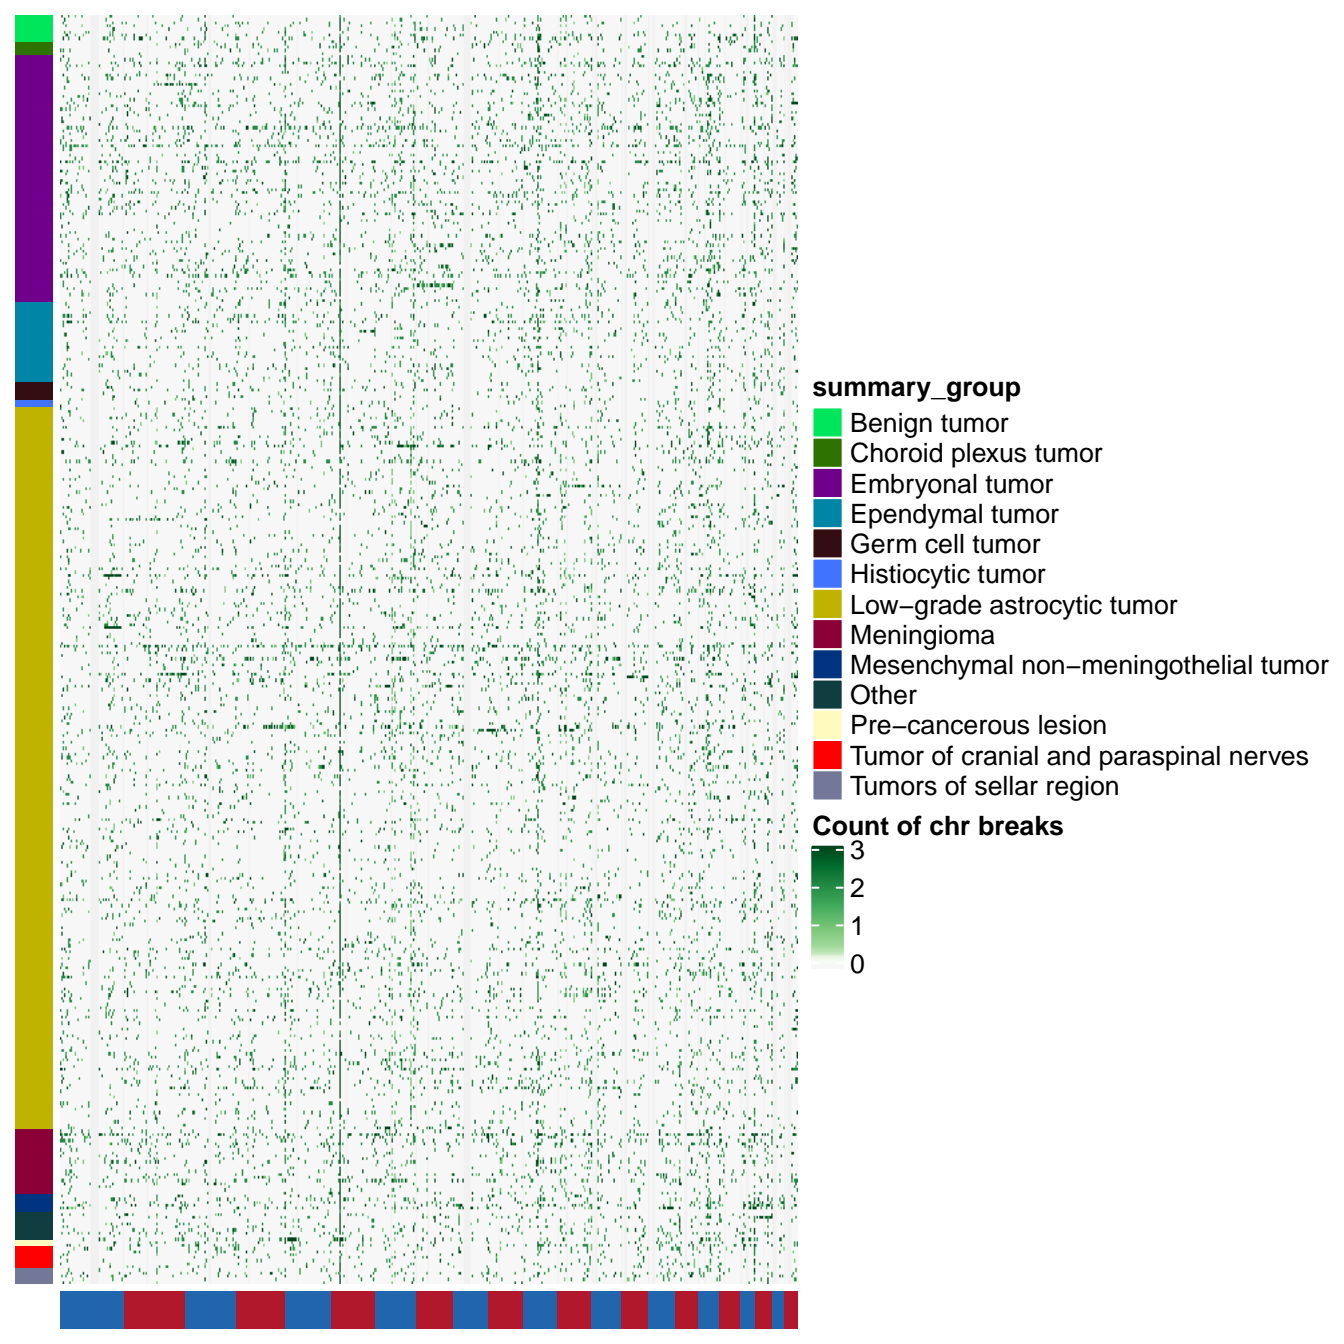 summary_group
Benign tumor
Choroid plexus tumor
Embryonal tumor
Ependymal tumor
Germ cell tumor
Histiocytic tumor
Low−grade astrocytic tumor
Meningioma
Mesenchymal non−meningothelial tumor
Other
Pre−cancerous lesion
Tumor of cranial and paraspinal nerves
Tumors of sellar region
Count of chr breaks
3
2
1
0